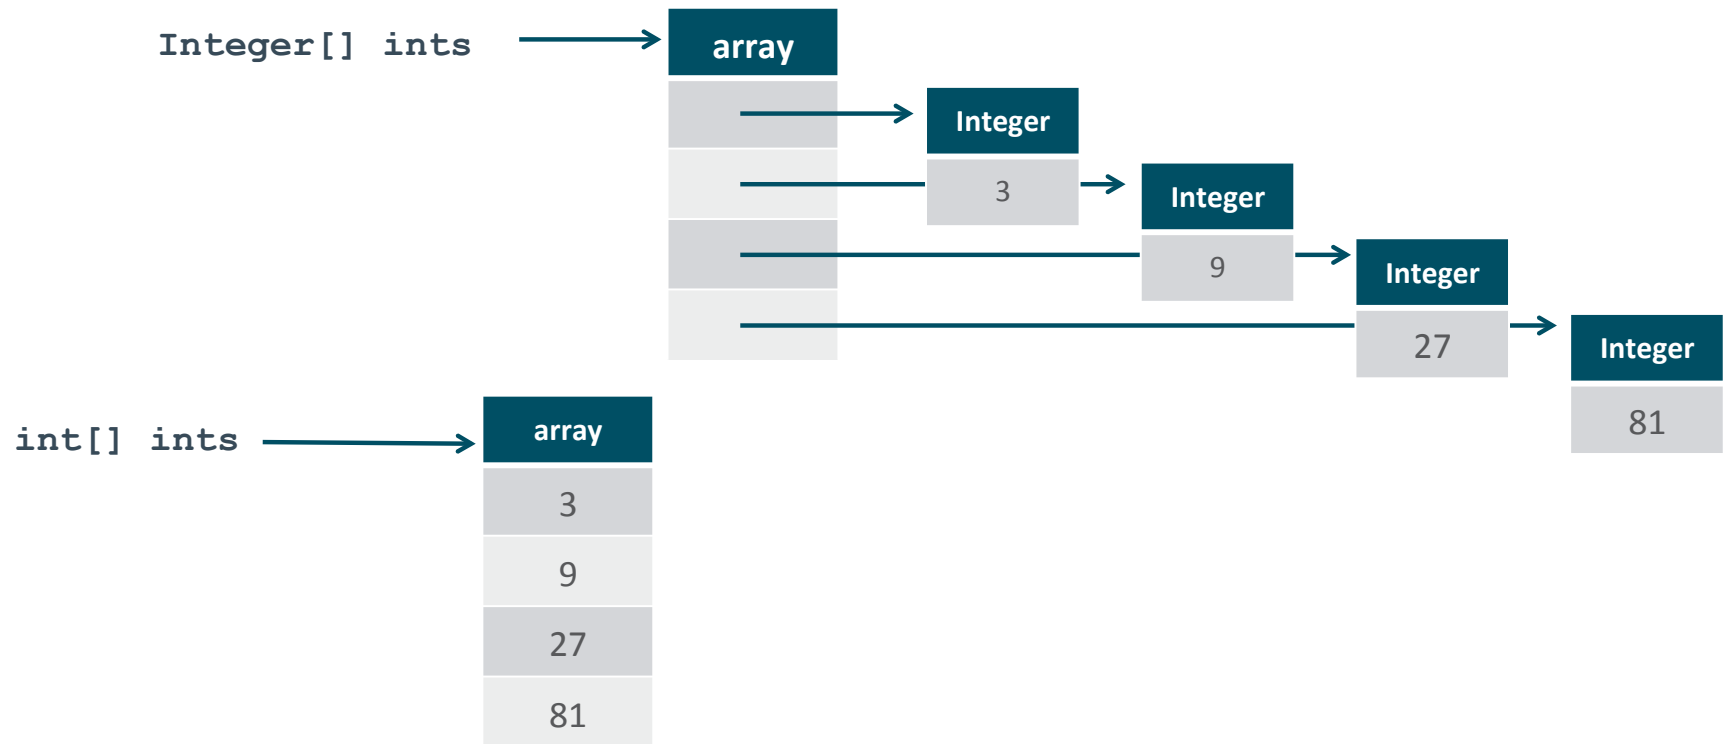 Integer[] ints
array
Integer
3
Integer
9
Integer
27
Integer
81
int[] ints
array
3
9
27
81